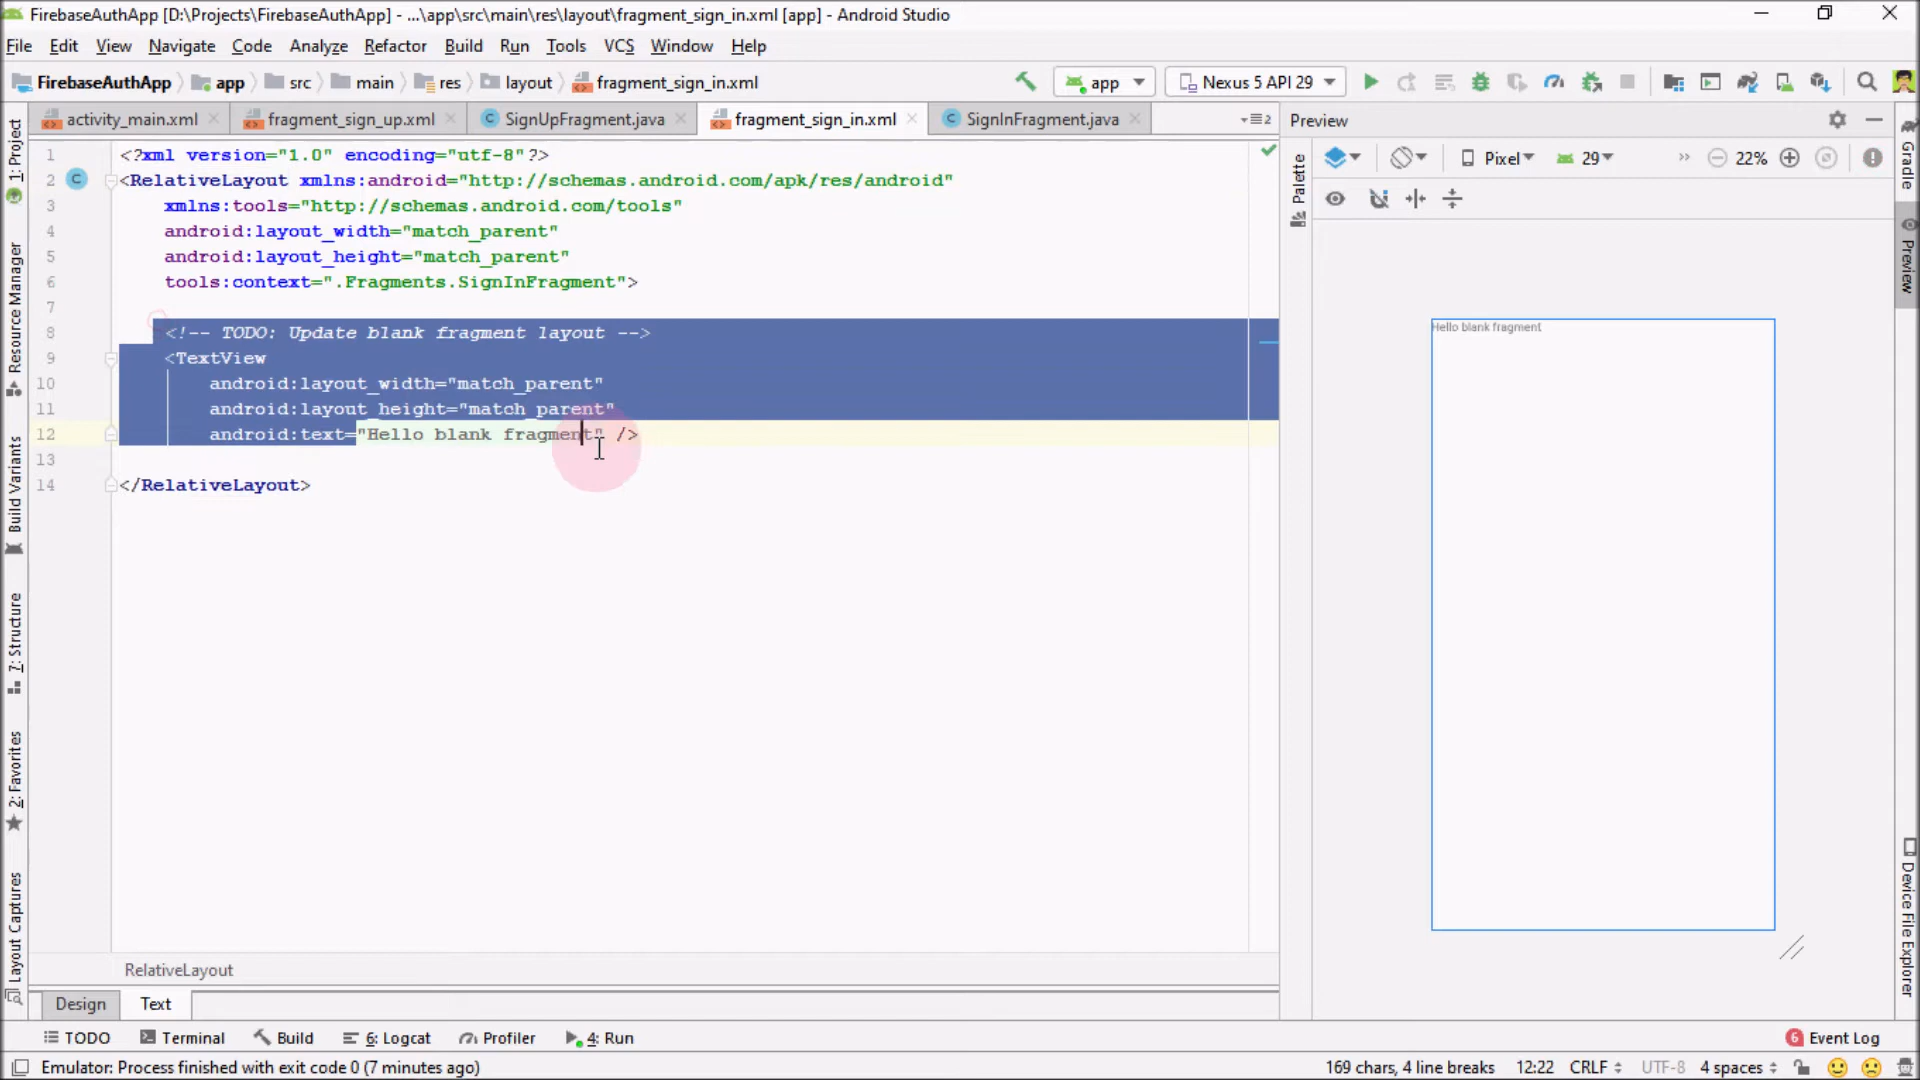 FirebaseAuthApp [D:\Projects\FirebaseAuthApp] - ...\app\src\main\res\layout\fragment_sign_in.xml [app] - Android Studio
File Edit View Navigate Code Analyze Refactor Build Run Tools VCS Window Help
FirebaseAuthApp app src main res layout fragment_sign_in.xml app Nexus 5 API 29
activity_main.xml fragment_sign_up.xml SignUpFragment.java fragment_sign_in.xml SignInFragment.java 2 Preview
Pixel 29 22%
1 <?xml version="1.0" encoding="utf-8"?>
2 <RelativeLayout xmlns:android="http://schemas.android.com/apk/res/android"
3 xmlns:tools="http://schemas.android.com/tools"
4 android:layout_width="match_parent"
5 android:layout_height="match_parent"
6 tools:context=".Fragments.SignInFragment">
7
8 <!-- TODO: Update blank fragment layout -->
9 <TextView
10 android:layout_width="match_parent"
11 android:layout_height="match_parent"
12 android:text="Hello blank fragment" />
13
14 </RelativeLayout>
Hello blank fragment
1: Project
Resource Manager
Build Variants
7: Structure
2: Favorites
Layout Captures
Palette
Gradle
Preview
Device File Explorer
RelativeLayout
Design Text
TODO Terminal Build 6: Logcat Profiler 4: Run 6 Event Log
Emulator: Process finished with exit code 0 (7 minutes ago) 169 chars, 4 line breaks 12:22 CRLF UTF-8 4 spaces